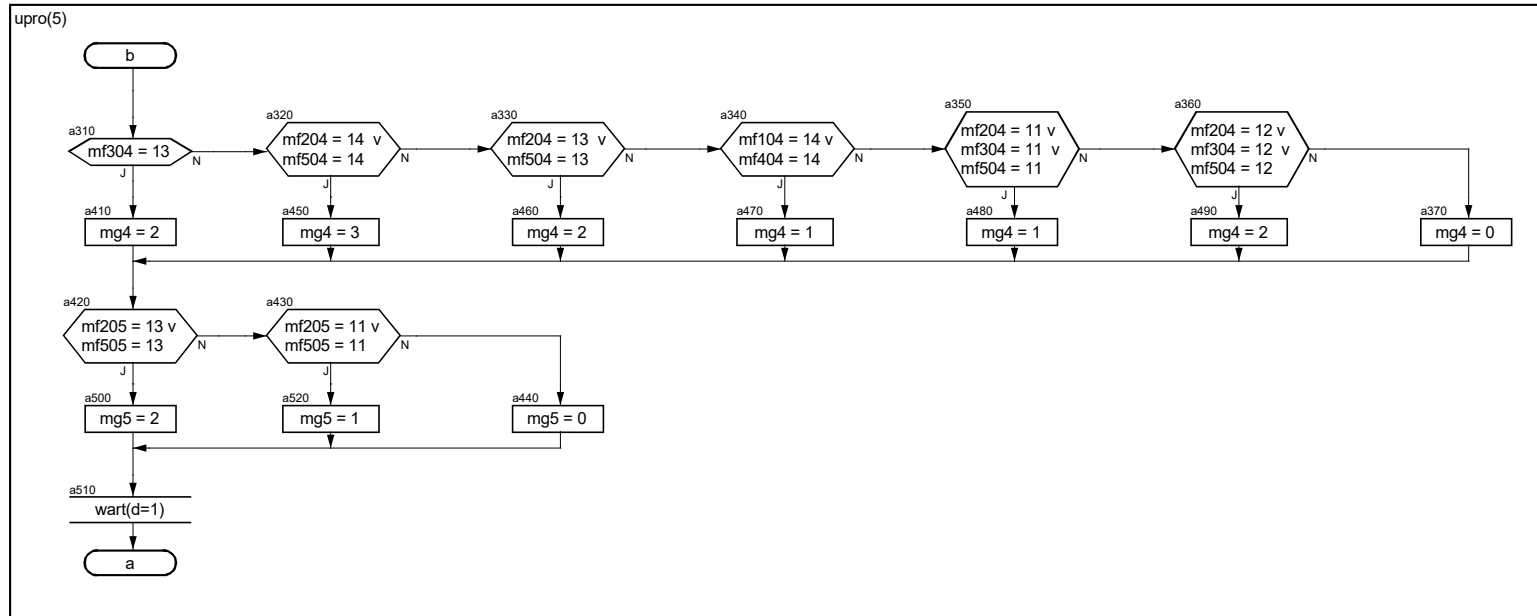 upro(5)
b
a310
mf304 = 13
N
J
a320
mf204 = 14 v
mf504 = 14
N
J
a330
mf204 = 13 v
mf504 = 13
N
J
a340
mf104 = 14 v
mf404 = 14
N
J
a350
mf204 = 11 v
mf304 = 11 v
mf504 = 11
N
J
a360
mf204 = 12 v
mf304 = 12 v
mf504 = 12
N
J
a410
mg4 = 2
a450
mg4 = 3
a460
mg4 = 2
a470
mg4 = 1
a480
mg4 = 1
a490
mg4 = 2
a370
mg4 = 0
a420
mf205 = 13 v
mf505 = 13
N
J
a430
mf205 = 11 v
mf505 = 11
N
J
a500
mg5 = 2
a520
mg5 = 1
a440
mg5 = 0
a510
wart(d=1)
a